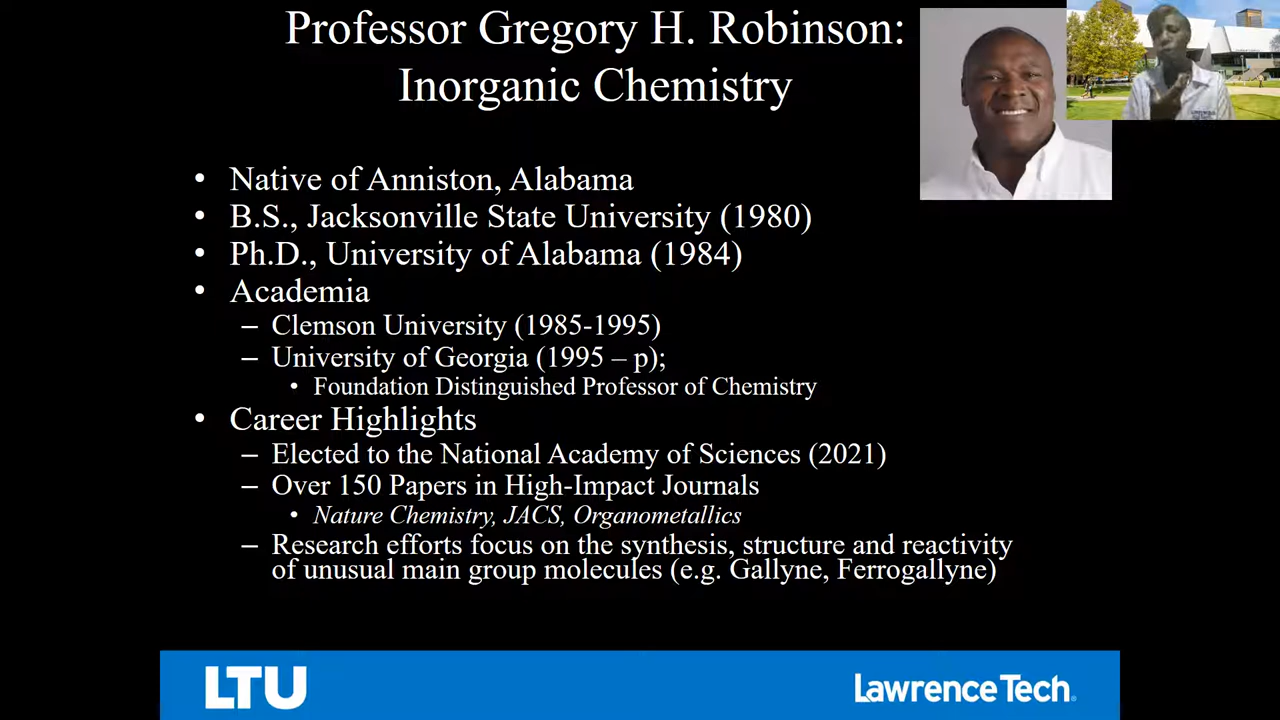 Professor Gregory H. Robinson:
Inorganic Chemistry
• Native of Anniston, Alabama
• B.S., Jacksonville State University (1980)
• Ph.D., University of Alabama (1984)
• Academia
– Clemson University (1985-1995)
– University of Georgia (1995 – p);
• Foundation Distinguished Professor of Chemistry
• Career Highlights
– Elected to the National Academy of Sciences (2021)
– Over 150 Papers in High-Impact Journals
• Nature Chemistry, JACS, Organometallics
– Research efforts focus on the synthesis, structure and reactivity
of unusual main group molecules (e.g. Gallyne, Ferrogallyne)
LTU
Lawrence Tech